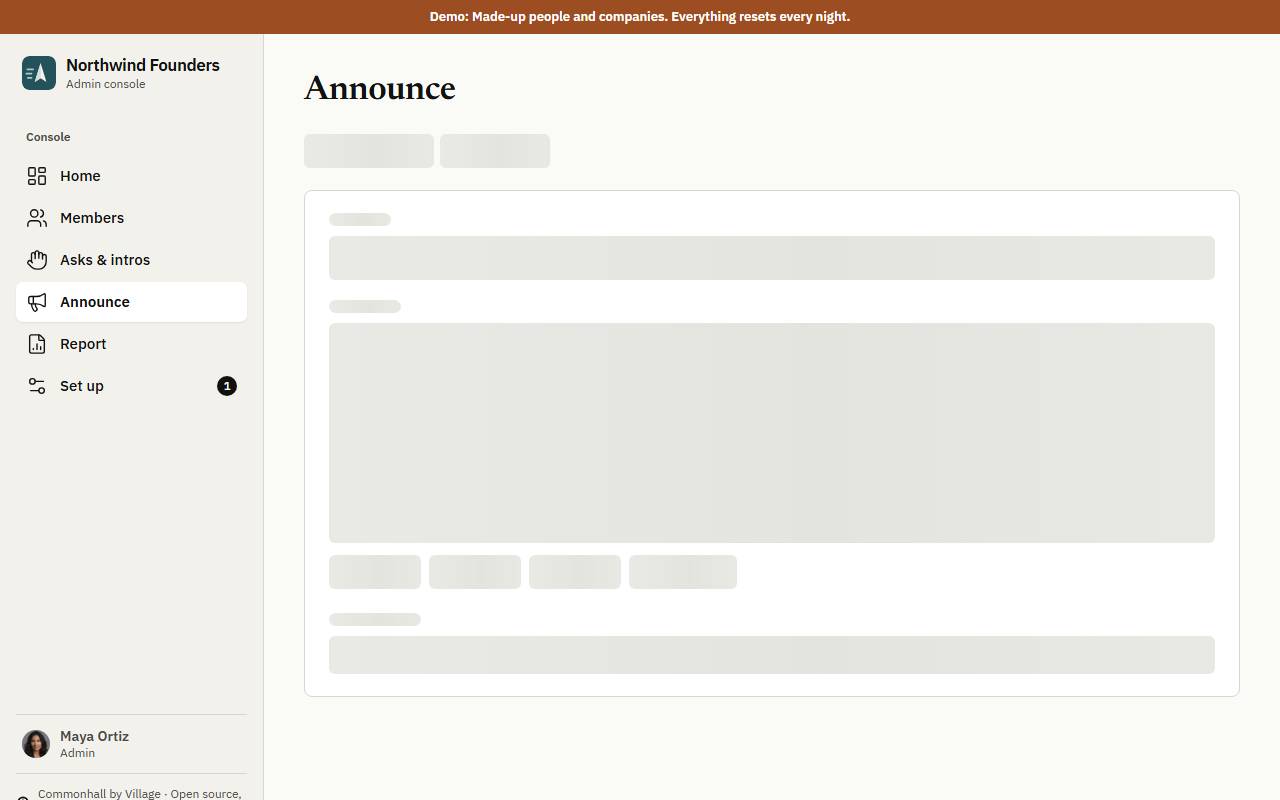 Demo: Made-up people and companies. Everything resets every night.
Northwind Founders
Admin console
Console
Home
Members
Asks & intros
Announce
Report
Set up
1
Maya Ortiz
Admin
Commonhall by Village · Open source,
Announce